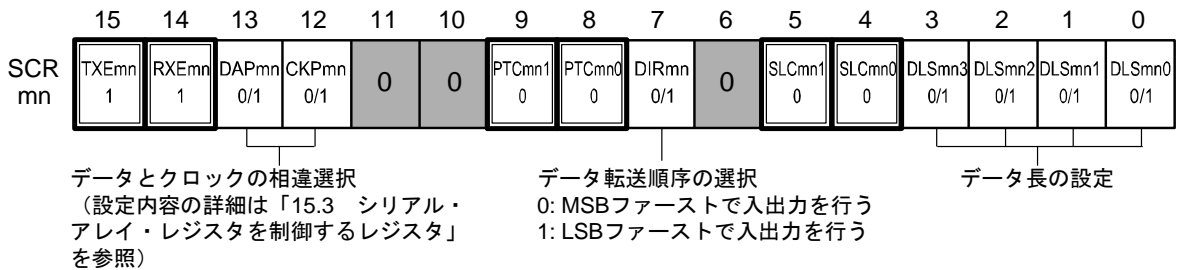 15 14 13 12 11 10 9 8 7 6 5 4 3 2 1 0
SCR
mn
TXEmn RXEmn DAPmn CKPmn 0 0 PTCmn1 PTCmn0 DIRmn 0 SLCmn1 SLCmn0 DLSmn3 DLSmn2 DLSmn1 DLSmn0
1 1 0/1 0/1 0 0 0/1 0 0 0/1 0/1 0/1 0/1
データとクロックの相違選択
（設定内容の詳細は「15.3　シリアル・
アレイ・レジスタを制御するレジスタ」
を参照）
データ転送順序の選択
0: MSBファーストで入出力を行う
1: LSBファーストで入出力を行う
データ長の設定